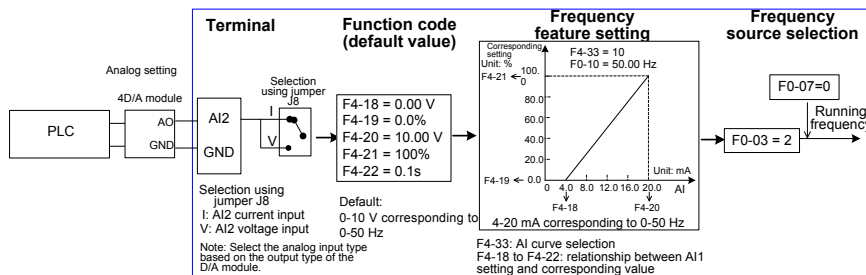 Terminal
Function code
(default value)
Frequency
feature setting
Frequency
source selection
Analog setting
4D/A module
PLC
AO
GND
AI2
GND
Selection
using jumper
J8
I
V
Selection using
jumper J8
I: AI2 current input
V: AI2 voltage input
Note: Select the analog input type
based on the output type of the
D/A module.
F4-18 = 0.00 V
F4-19 = 0.0%
F4-20 = 10.00 V
F4-21 = 100%
F4-22 = 0.1s
Default:
0-10 V corresponding to
0-50 Hz
Corresponding
setting
Unit: %
F4-33 = 10
F0-10 = 50.00 Hz
F4-21
100.
0
80.0
60.0
40.0
20.0
0.0
F4-19
Unit: mA
0 4.0 8.0 12.0 16.0 20.0
AI
F4-18
F4-20
4-20 mA corresponding to 0-50 Hz
F4-33: AI curve selection
F4-18 to F4-22: relationship between AI1
setting and corresponding value
F0-07=0
Running
frequency
F0-03 = 2